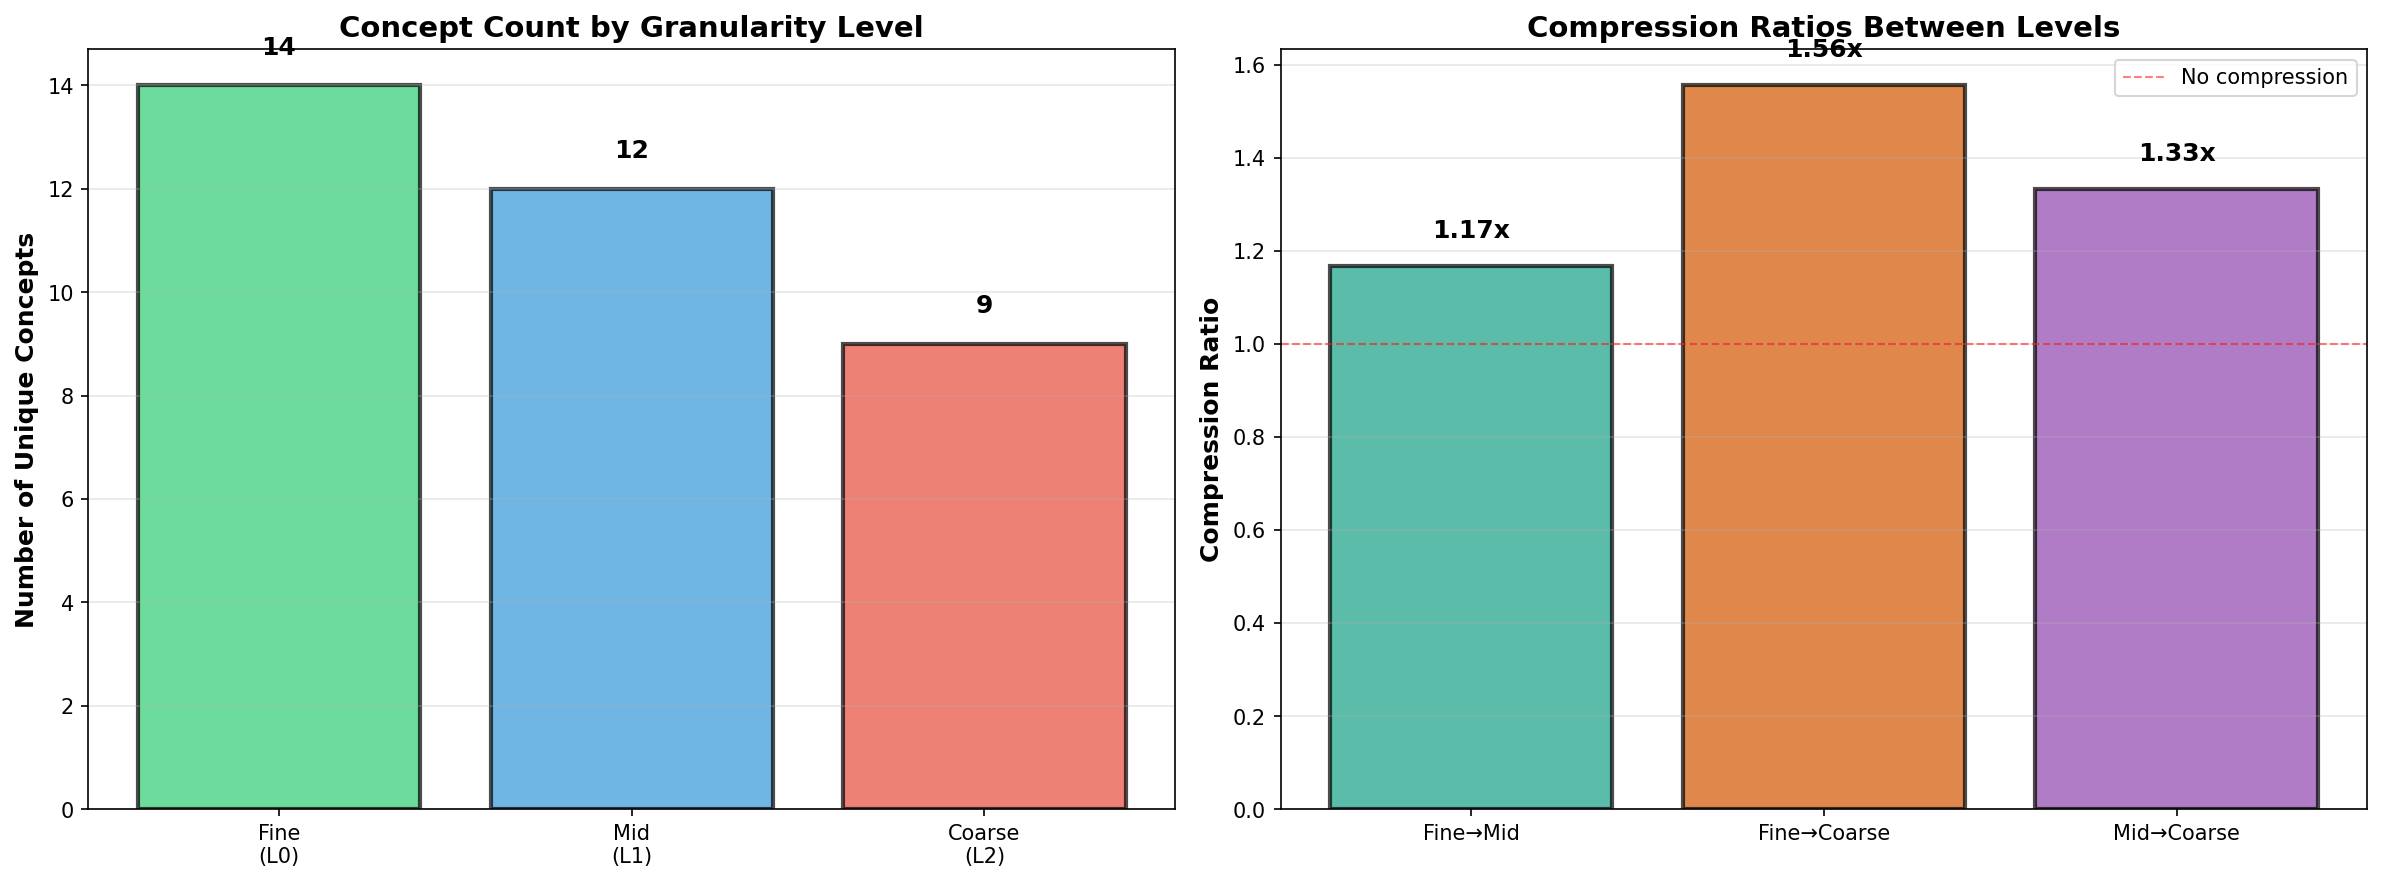 Concept Count by Granularity Level
Number of Unique Concepts
14
12
10
8
6
4
2
0
14
12
9
Fine
(L0)
Mid
(L1)
Coarse
(L2)
Compression Ratios Between Levels
Compression Ratio
1.6
1.4
1.2
1.0
0.8
0.6
0.4
0.2
0.0
1.17x
1.56x
1.33x
No compression
Fine→Mid
Fine→Coarse
Mid→Coarse